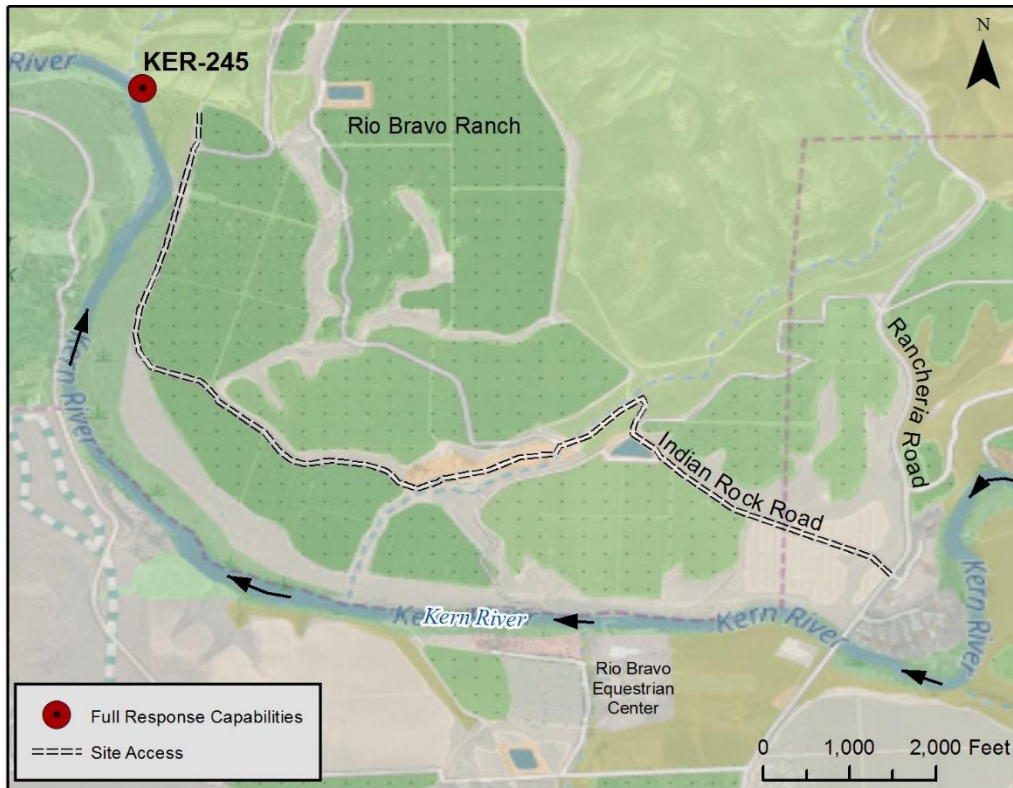 River
KER-245
N
Rio Bravo Ranch
Rancheria Road
Kern River
Indian Rock Road
Kern River
Kern River
Kern River
Rio Bravo
Equestrian
Center
Full Response Capabilities
Site Access
0 1,000 2,000 Feet